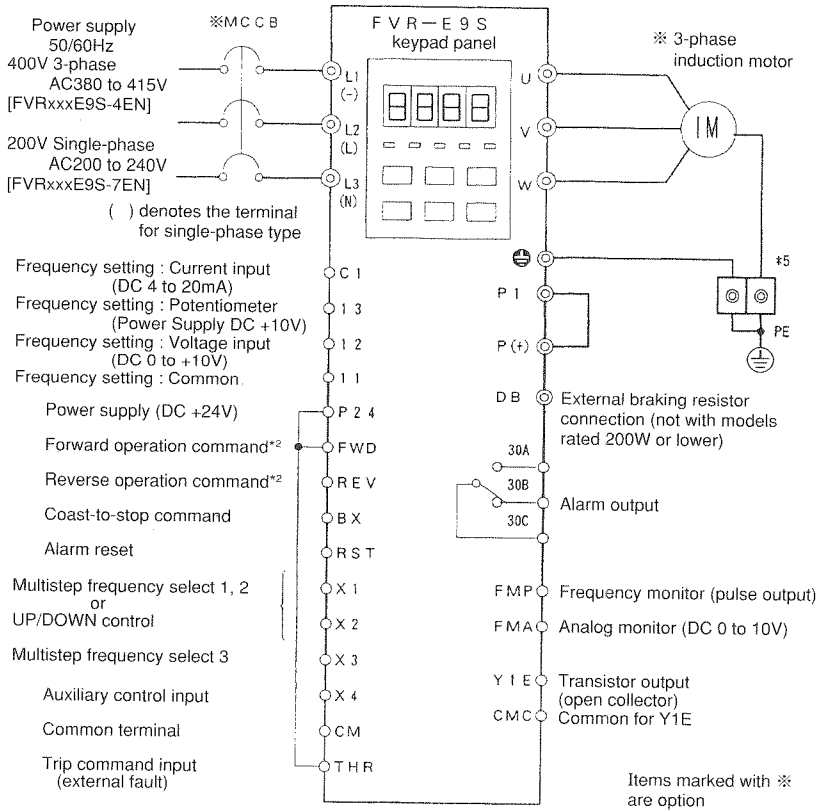 Power supply
50/60Hz
400V 3-phase
AC380 to 415V
[FVRxxxE9S-4EN]
200V Single-phase
AC200 to 240V
[FVRxxxE9S-7EN]
( ) denotes the terminal
for single-phase type
※MCCB
FVR-E9S
keypad panel
8888
L1
(-)
L2
(L)
L3
(N)
U
V
W
※ 3-phase
induction motor
IM
*5
PE
Frequency setting : Current input
(DC 4 to 20mA)
C1
Frequency setting : Potentiometer
(Power Supply DC +10V)
13
Frequency setting : Voltage input
(DC 0 to +10V)
12
Frequency setting : Common
11
Power supply (DC +24V)
P24
Forward operation command*2
FWD
Reverse operation command*2
REV
Coast-to-stop command
BX
Alarm reset
RST
Multistep frequency select 1, 2
or
UP/DOWN control
X1
X2
Multistep frequency select 3
X3
Auxiliary control input
X4
Common terminal
CM
Trip command input
(external fault)
THR
P1
P(+)
DB
External braking resistor
connection (not with models
rated 200W or lower)
30A
30B
30C
Alarm output
FMP
Frequency monitor (pulse output)
FMA
Analog monitor (DC 0 to 10V)
Y1E
Transistor output
(open collector)
CMC
Common for Y1E
Items marked with ※
are option